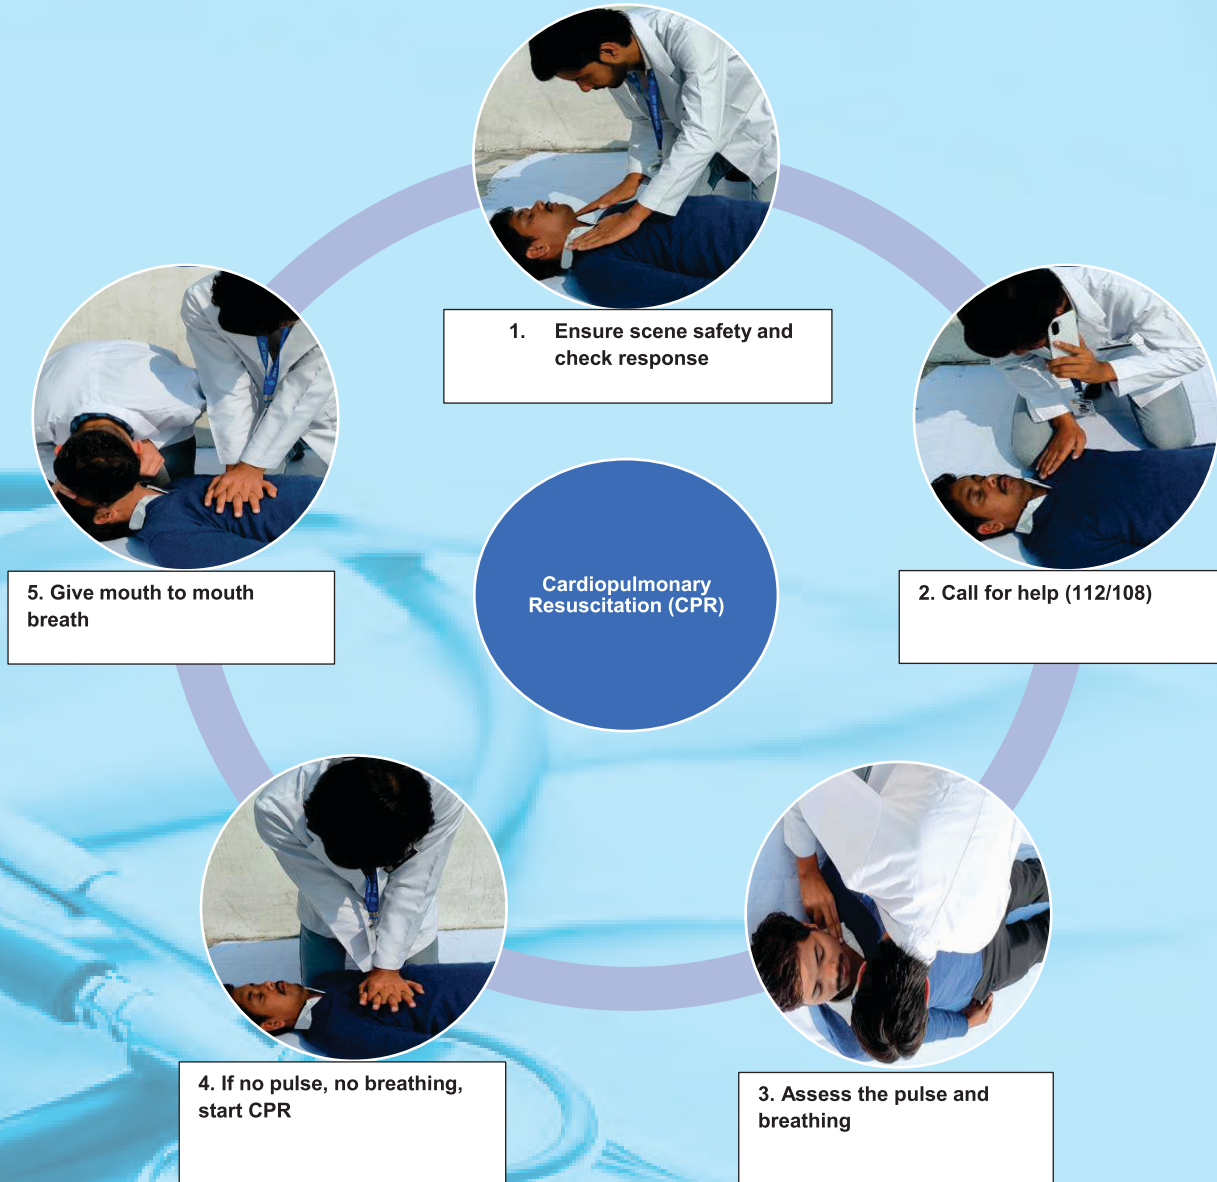 1. Ensure scene safety and
check response
2. Call for help (112/108)
3. Assess the pulse and
breathing
4. If no pulse, no breathing,
start CPR
5. Give mouth to mouth
breath
Cardiopulmonary
Resuscitation (CPR)